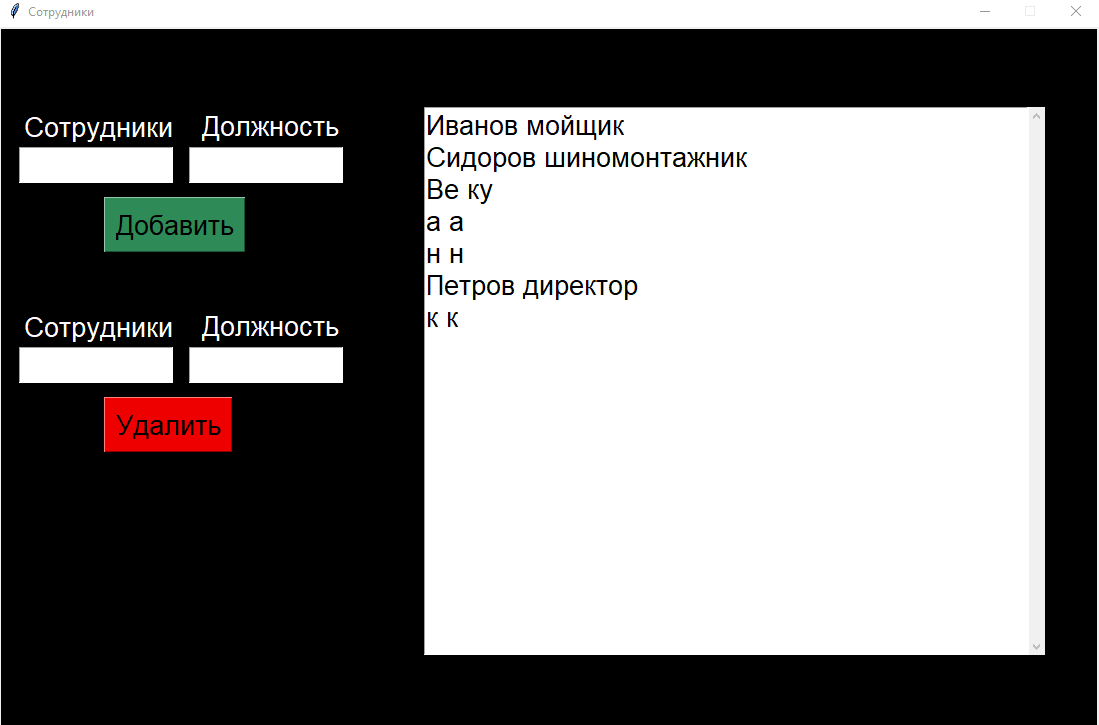 Сотрудники
Сотрудники Должность
Добавить
Сотрудники Должность
Удалить
Иванов мойщик
Сидоров шиномонтажник
Ве ку
а а
н н
Петров директор
к к